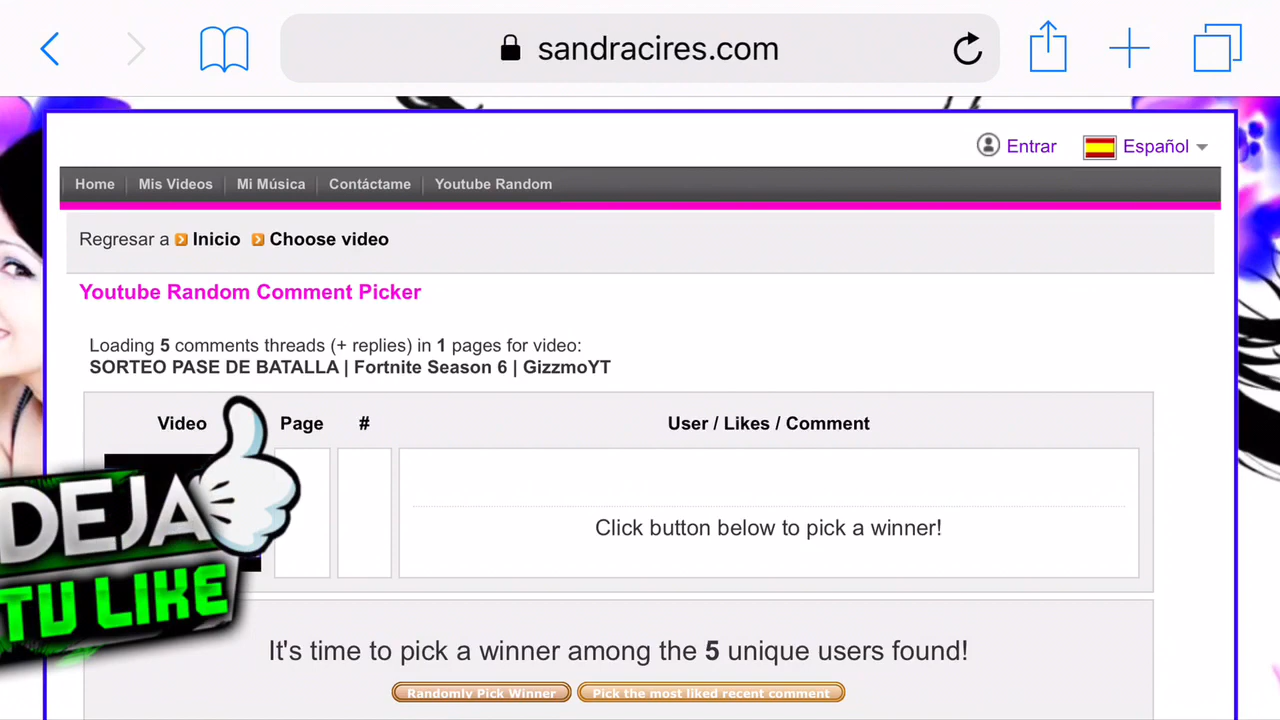 sandracires.com
Entrar Español
Home Mis Videos Mi Música Contáctame Youtube Random
Regresar a Inicio Choose video
Youtube Random Comment Picker
Loading 5 comments threads (+ replies) in 1 pages for video:
SORTEO PASE DE BATALLA | Fortnite Season 6 | GizzmoYT
Video Page # User / Likes / Comment
DEJA
TU LIKE
Click button below to pick a winner!
It's time to pick a winner among the 5 unique users found!
Randomly Pick Winner Pick the most liked recent comment